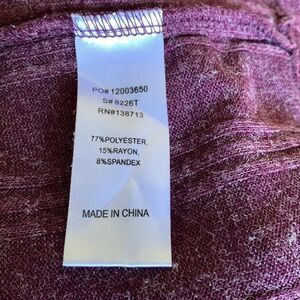 PO# 12003650
S# 8226T
RN#138713
77%POLYESTER,
15%RAYON,
8%SPANDEX
MADE IN CHINA